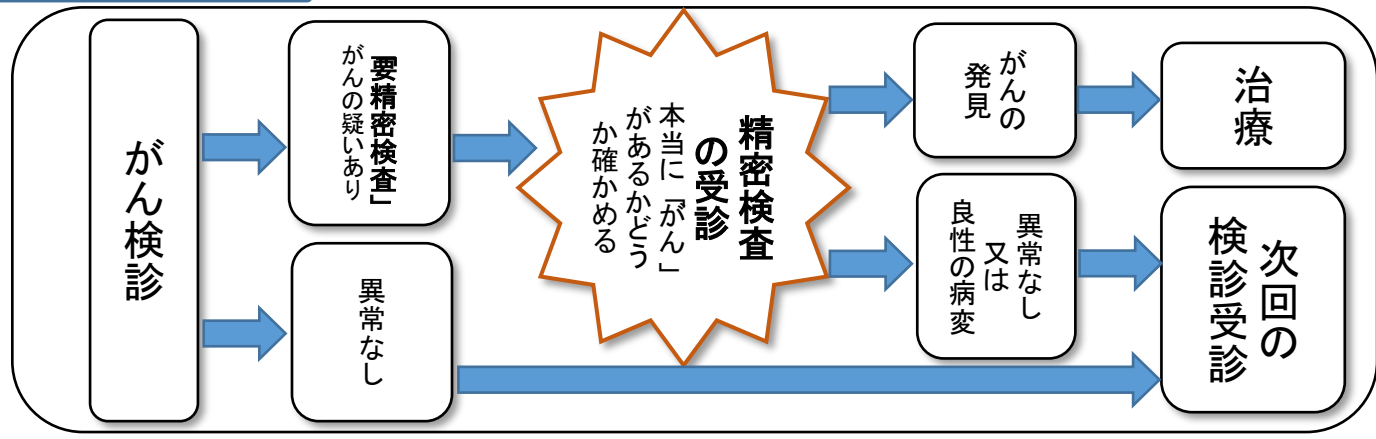 がん検診
「要精密検査」
がんの疑いあり
異常なし
精密検査
の受診
本当に「がん」
があるかどう
か確かめる
がんの
発見
治療
異常なし
又は
良性の病変
次回の
検診受診